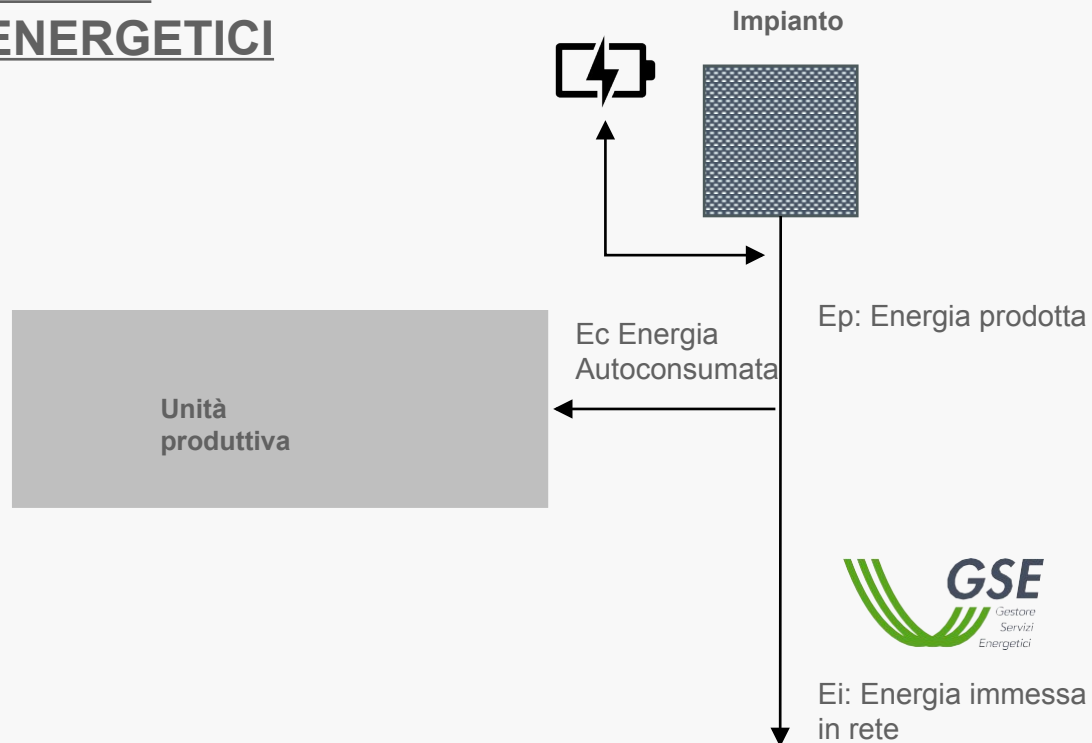 ENERGETICI
Impianto
Ep: Energia prodotta
Ec Energia
Autoconsumata
Unità
produttiva
GSE
Gestore
Servizi
Energetici
Ei: Energia immessa
in rete